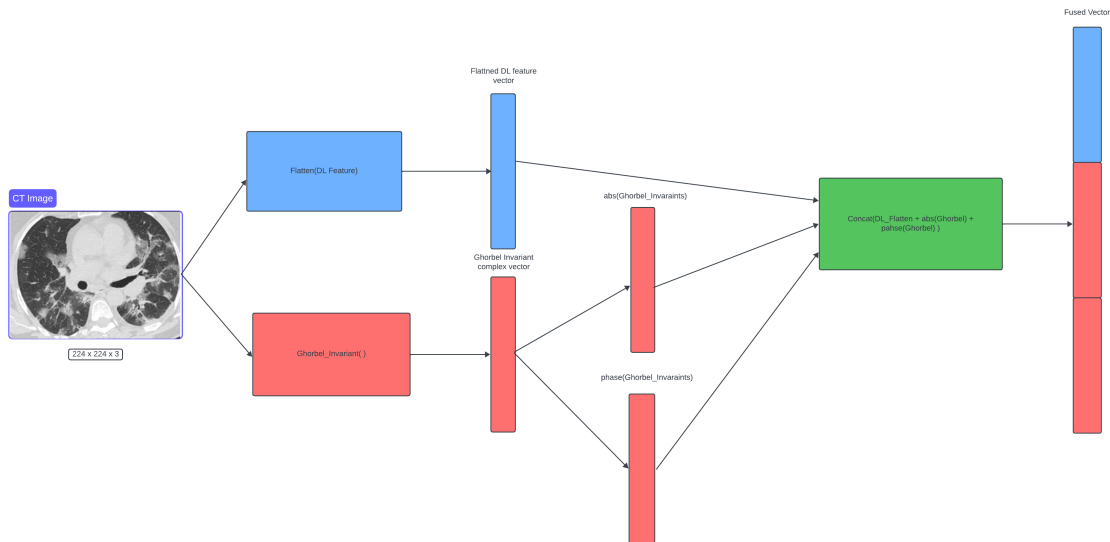 Fused Vector
Flattned DL feature
vector
Flatten(DL Feature)
CT Image
abs(Ghorbel_Invaraints)
Concat(DL_Flatten + abs(Ghorbel) +
pahse(Ghorbel) )
Ghorbel Invariant
complex vector
224 x 224 x 3
Ghorbel_Invariant( )
phase(Ghorbel_Invaraints)